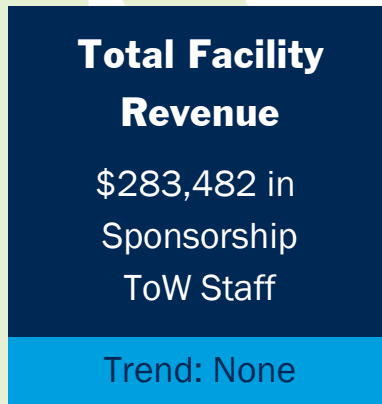 Total Facility
Revenue
$283,482 in
Sponsorship
ToW Staff
Trend: None